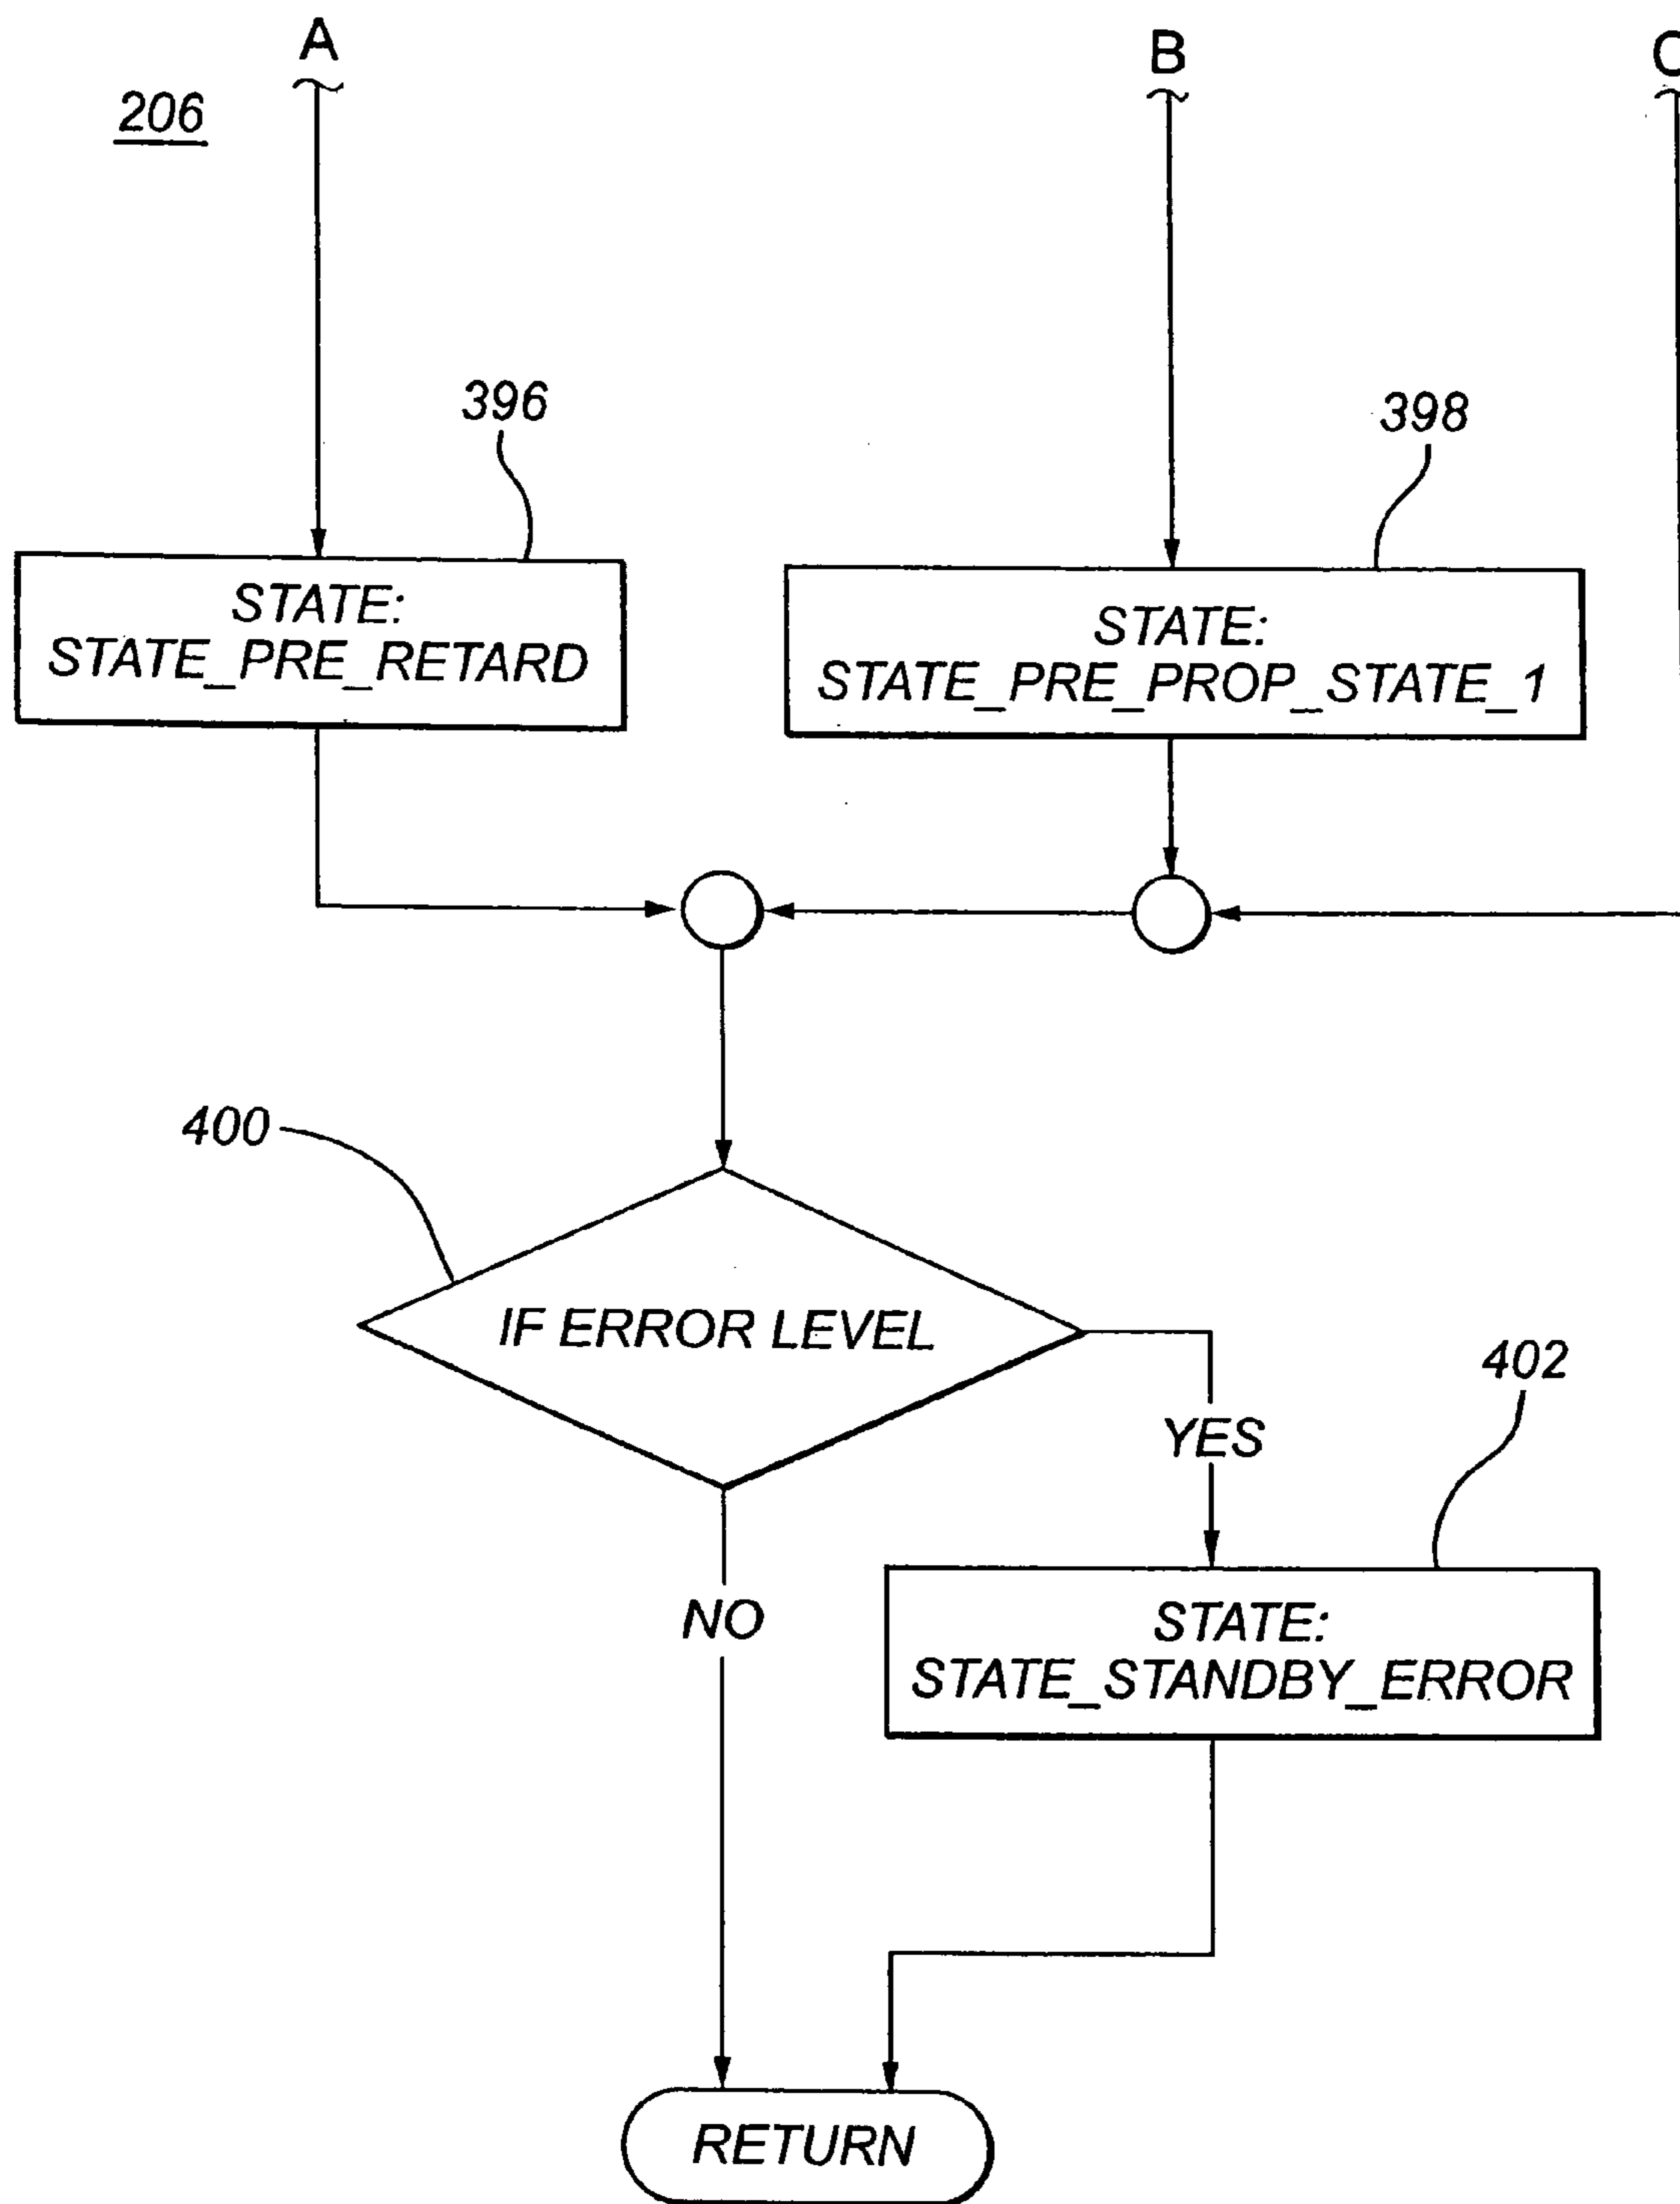 A
B
C
206
396
398
STATE:
STATE_PRE_RETARD
STATE:
STATE_PRE_PROP_STATE_1
400
IF ERROR LEVEL
402
YES
NO
STATE:
STATE_STANDBY_ERROR
RETURN